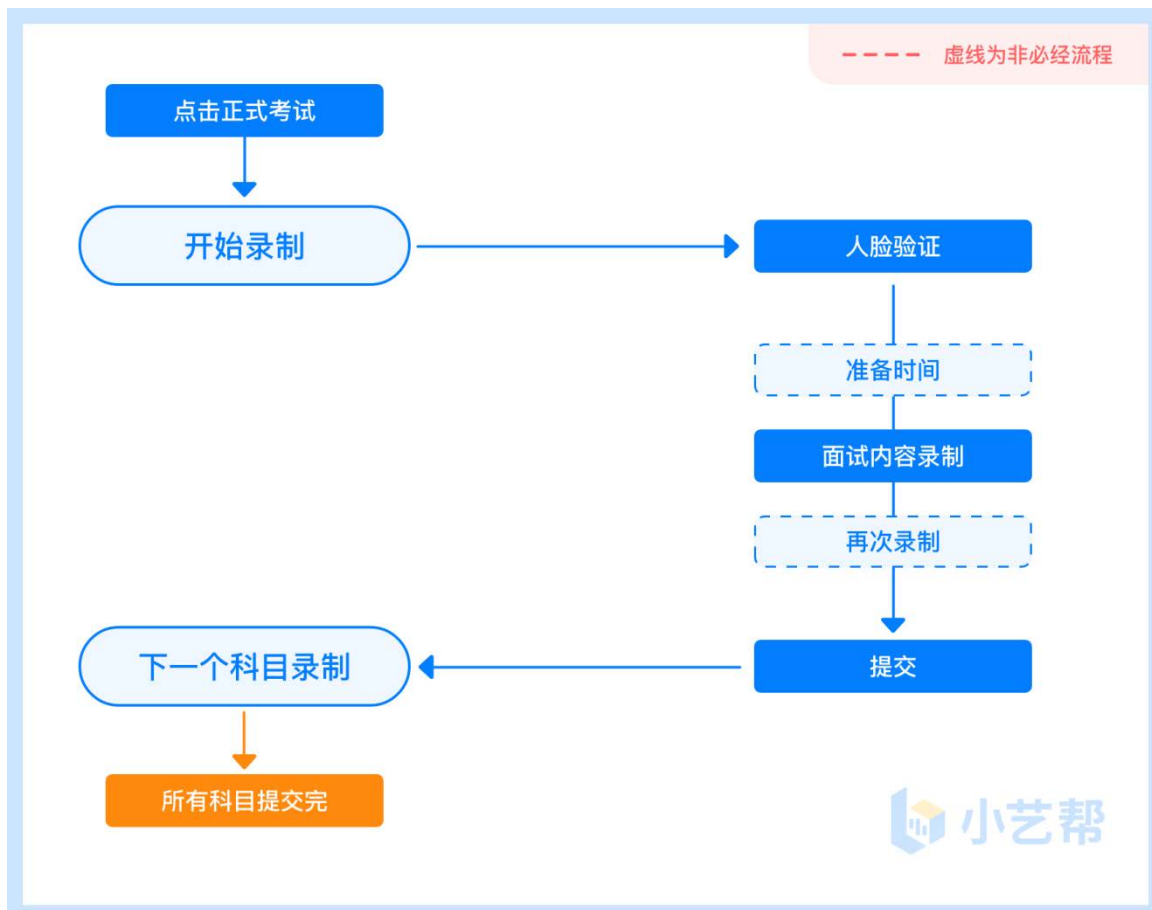 虚线为非必经流程
点击正式考试
开始录制
人脸验证
准备时间
面试内容录制
再次录制
提交
下一个科目录制
所有科目提交完
小艺帮